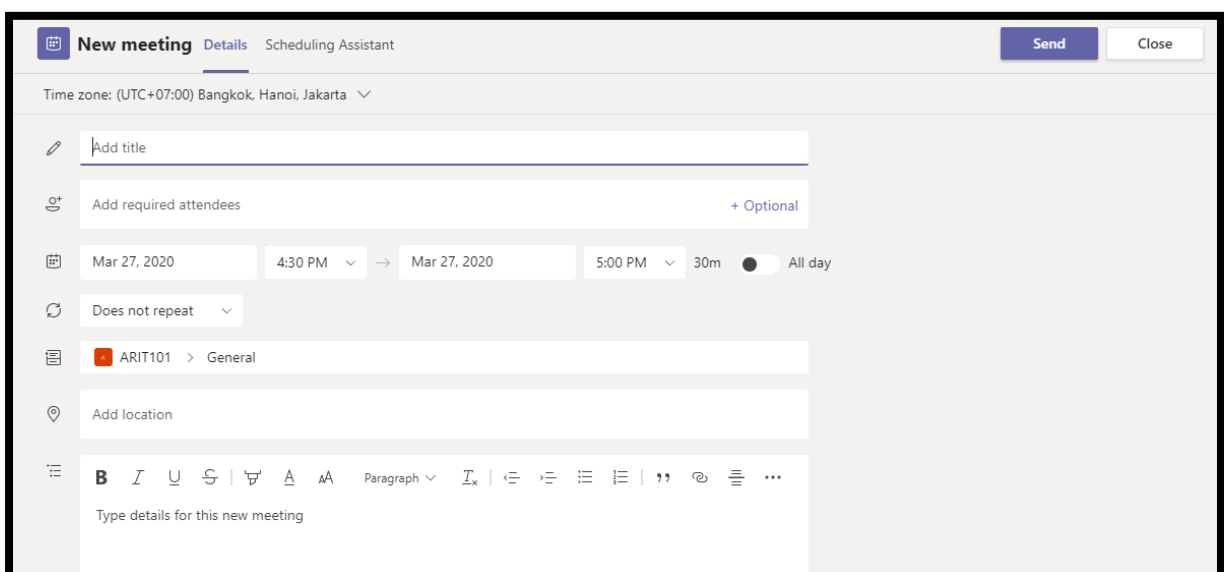 New meeting Details Scheduling Assistant Send Close
Time zone: (UTC+07:00) Bangkok, Hanoi, Jakarta
Add title
Add required attendees + Optional
Mar 27, 2020 4:30 PM → Mar 27, 2020 5:00 PM 30m All day
Does not repeat
A ARIT101 > General
Add location
B I U S A AA Paragraph Tx
Type details for this new meeting